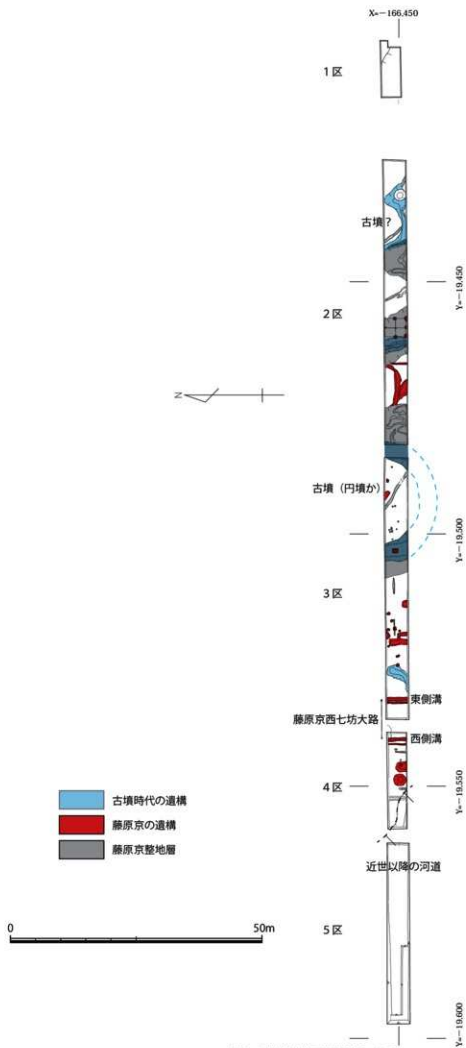 X=-166.450
1区
古墳？
Y=-19.450
2区
N
古墳（円墳か）
Y=-19.500
3区
東側溝
藤原京西七坊大路
西側溝
4区
Y=-19.550
古墳時代の遺構
藤原京の遺構
藤原京整地層
近世以降の河道
0
50m
5区
Y=-19.600